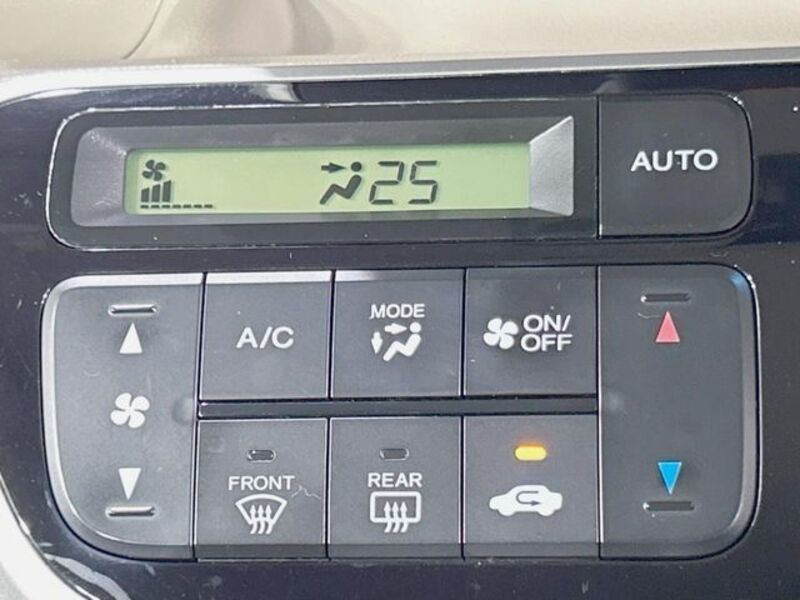 25
AUTO
A/C
MODE
ON/
OFF
FRONT
REAR